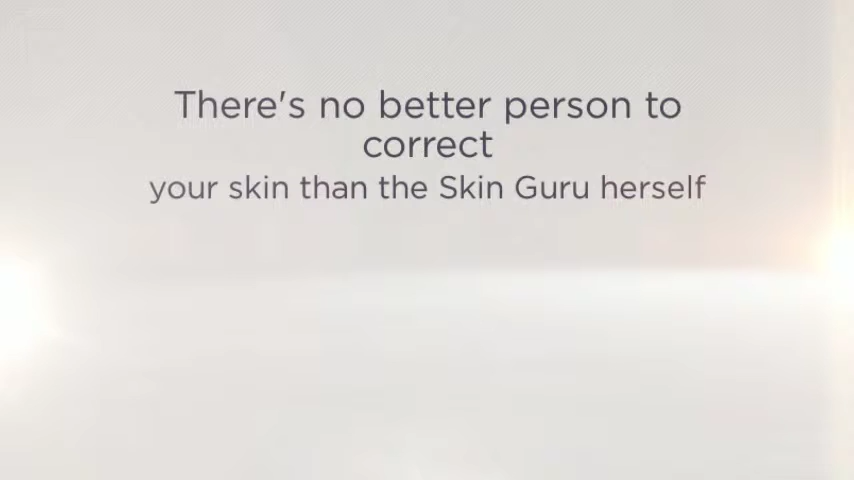 There's no better person to
correct
your skin than the Skin Guru herself